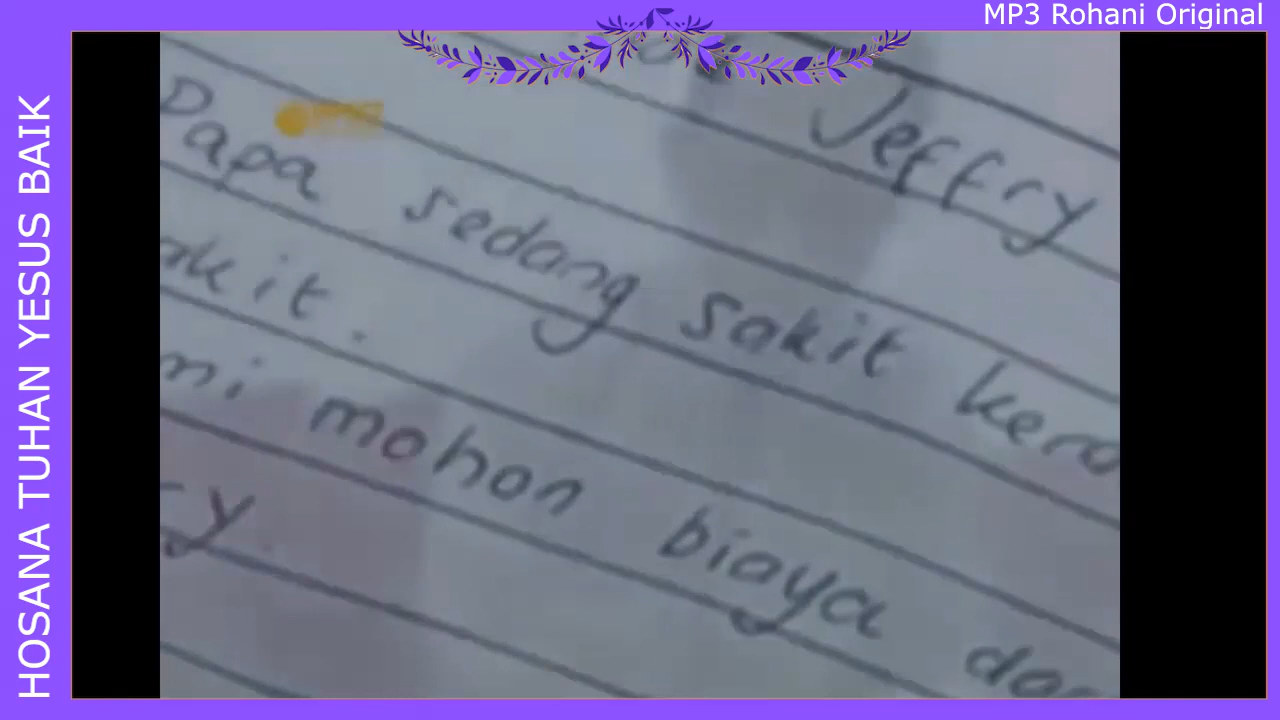 MP3 Rohani Original
HOSANA TUHAN YESUS BAIK
Jeffry
Papa sedang sakit
mohon biaya